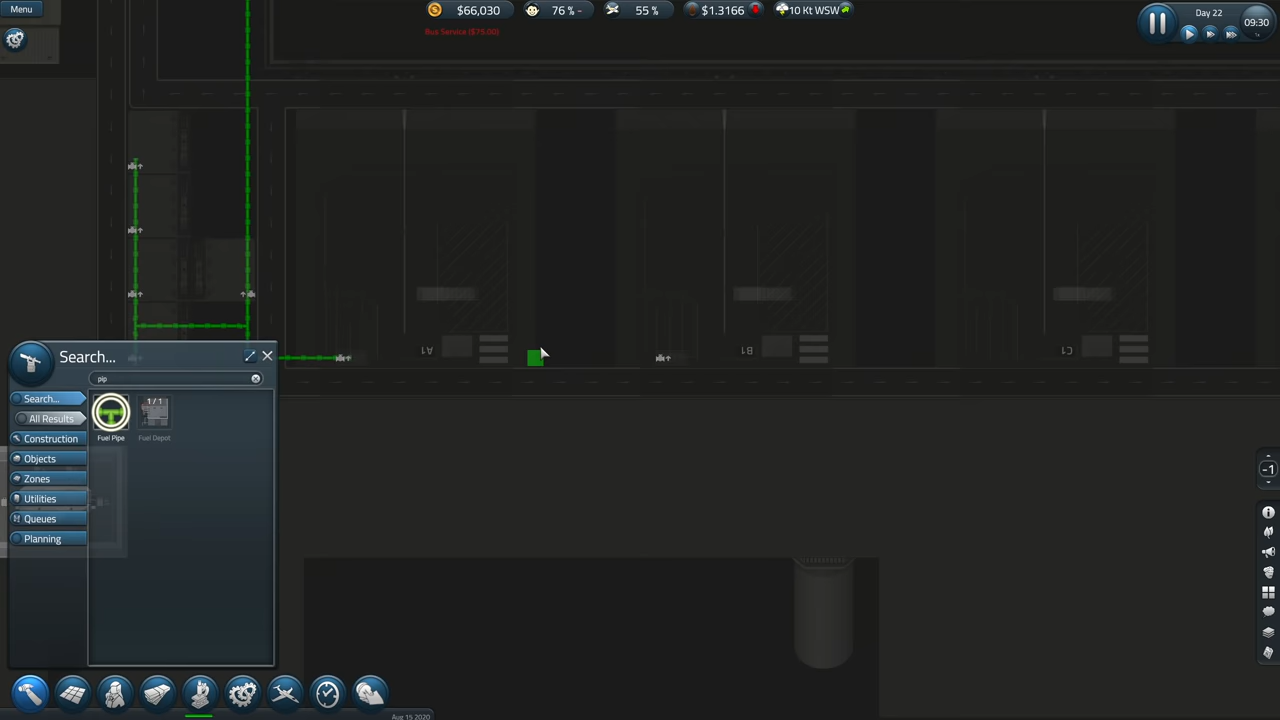 Menu
$66,030
76 % -
55 %
$1.3166
10 Kt WSW
Day 22
09:30
Bus Service ($75.00)
A1
B1
C1
Search...
pip
Search...
All Results
Construction
Objects
Zones
Utilities
Queues
Planning
Fuel Pipe
1 / 1
Fuel Depot
-1
Aug 15 2020